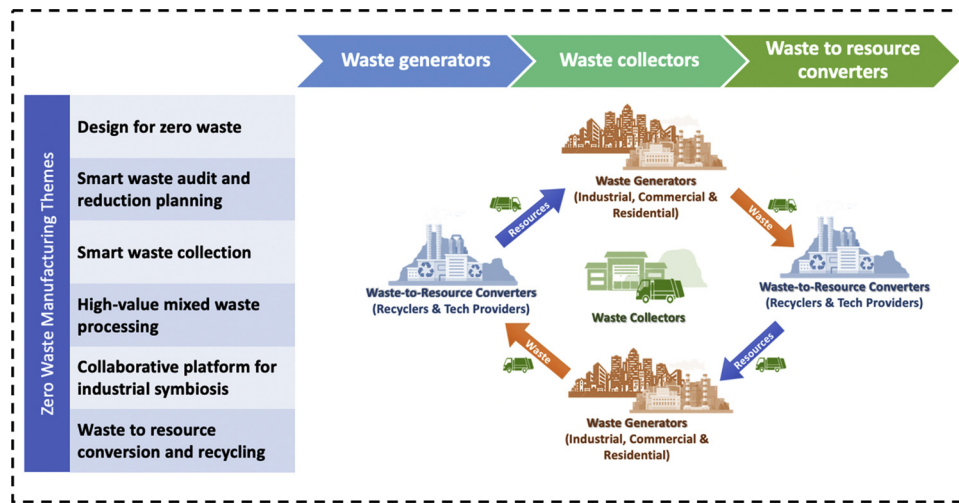 Waste generators
Waste collectors
Waste to resource
converters
Zero Waste Manufacturing Themes
Design for zero waste
Smart waste audit and
reduction planning
Smart waste collection
High-value mixed waste
processing
Collaborative platform for
industrial symbiosis
Waste to resource
conversion and recycling
Waste Generators
(Industrial, Commercial &
Residential)
Resources
Waste
Waste-to-Resource Converters
(Recyclers & Tech Providers)
Waste Collectors
Waste-to-Resource Converters
(Recyclers & Tech Providers)
Waste
Resources
Waste Generators
(Industrial, Commercial &
Residential)